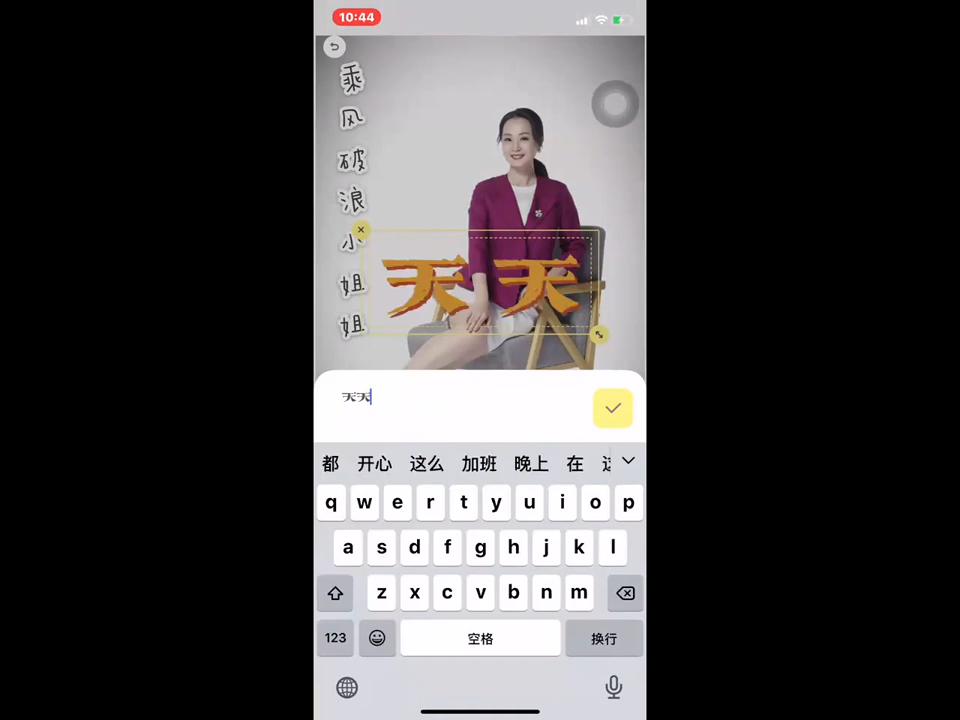 10:44
乘
风
破
浪
小
姐
姐
天天
天天
都 开心 这么 加班 晚上 在
q w e r t y u i o p
a s d f g h j k l
z x c v b n m
123 空格 换行